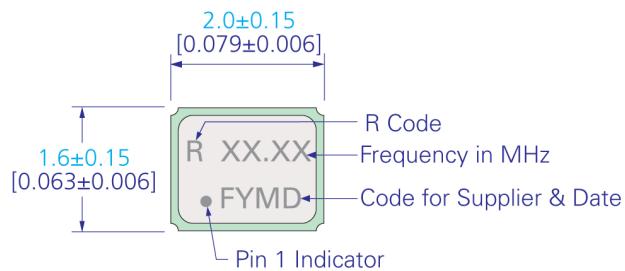 2.0±0.15
[0.079±0.006]
R Code
R XX.XX
Frequency in MHz
1.6±0.15
[0.063±0.006]
FYMD
Code for Supplier & Date
Pin 1 Indicator